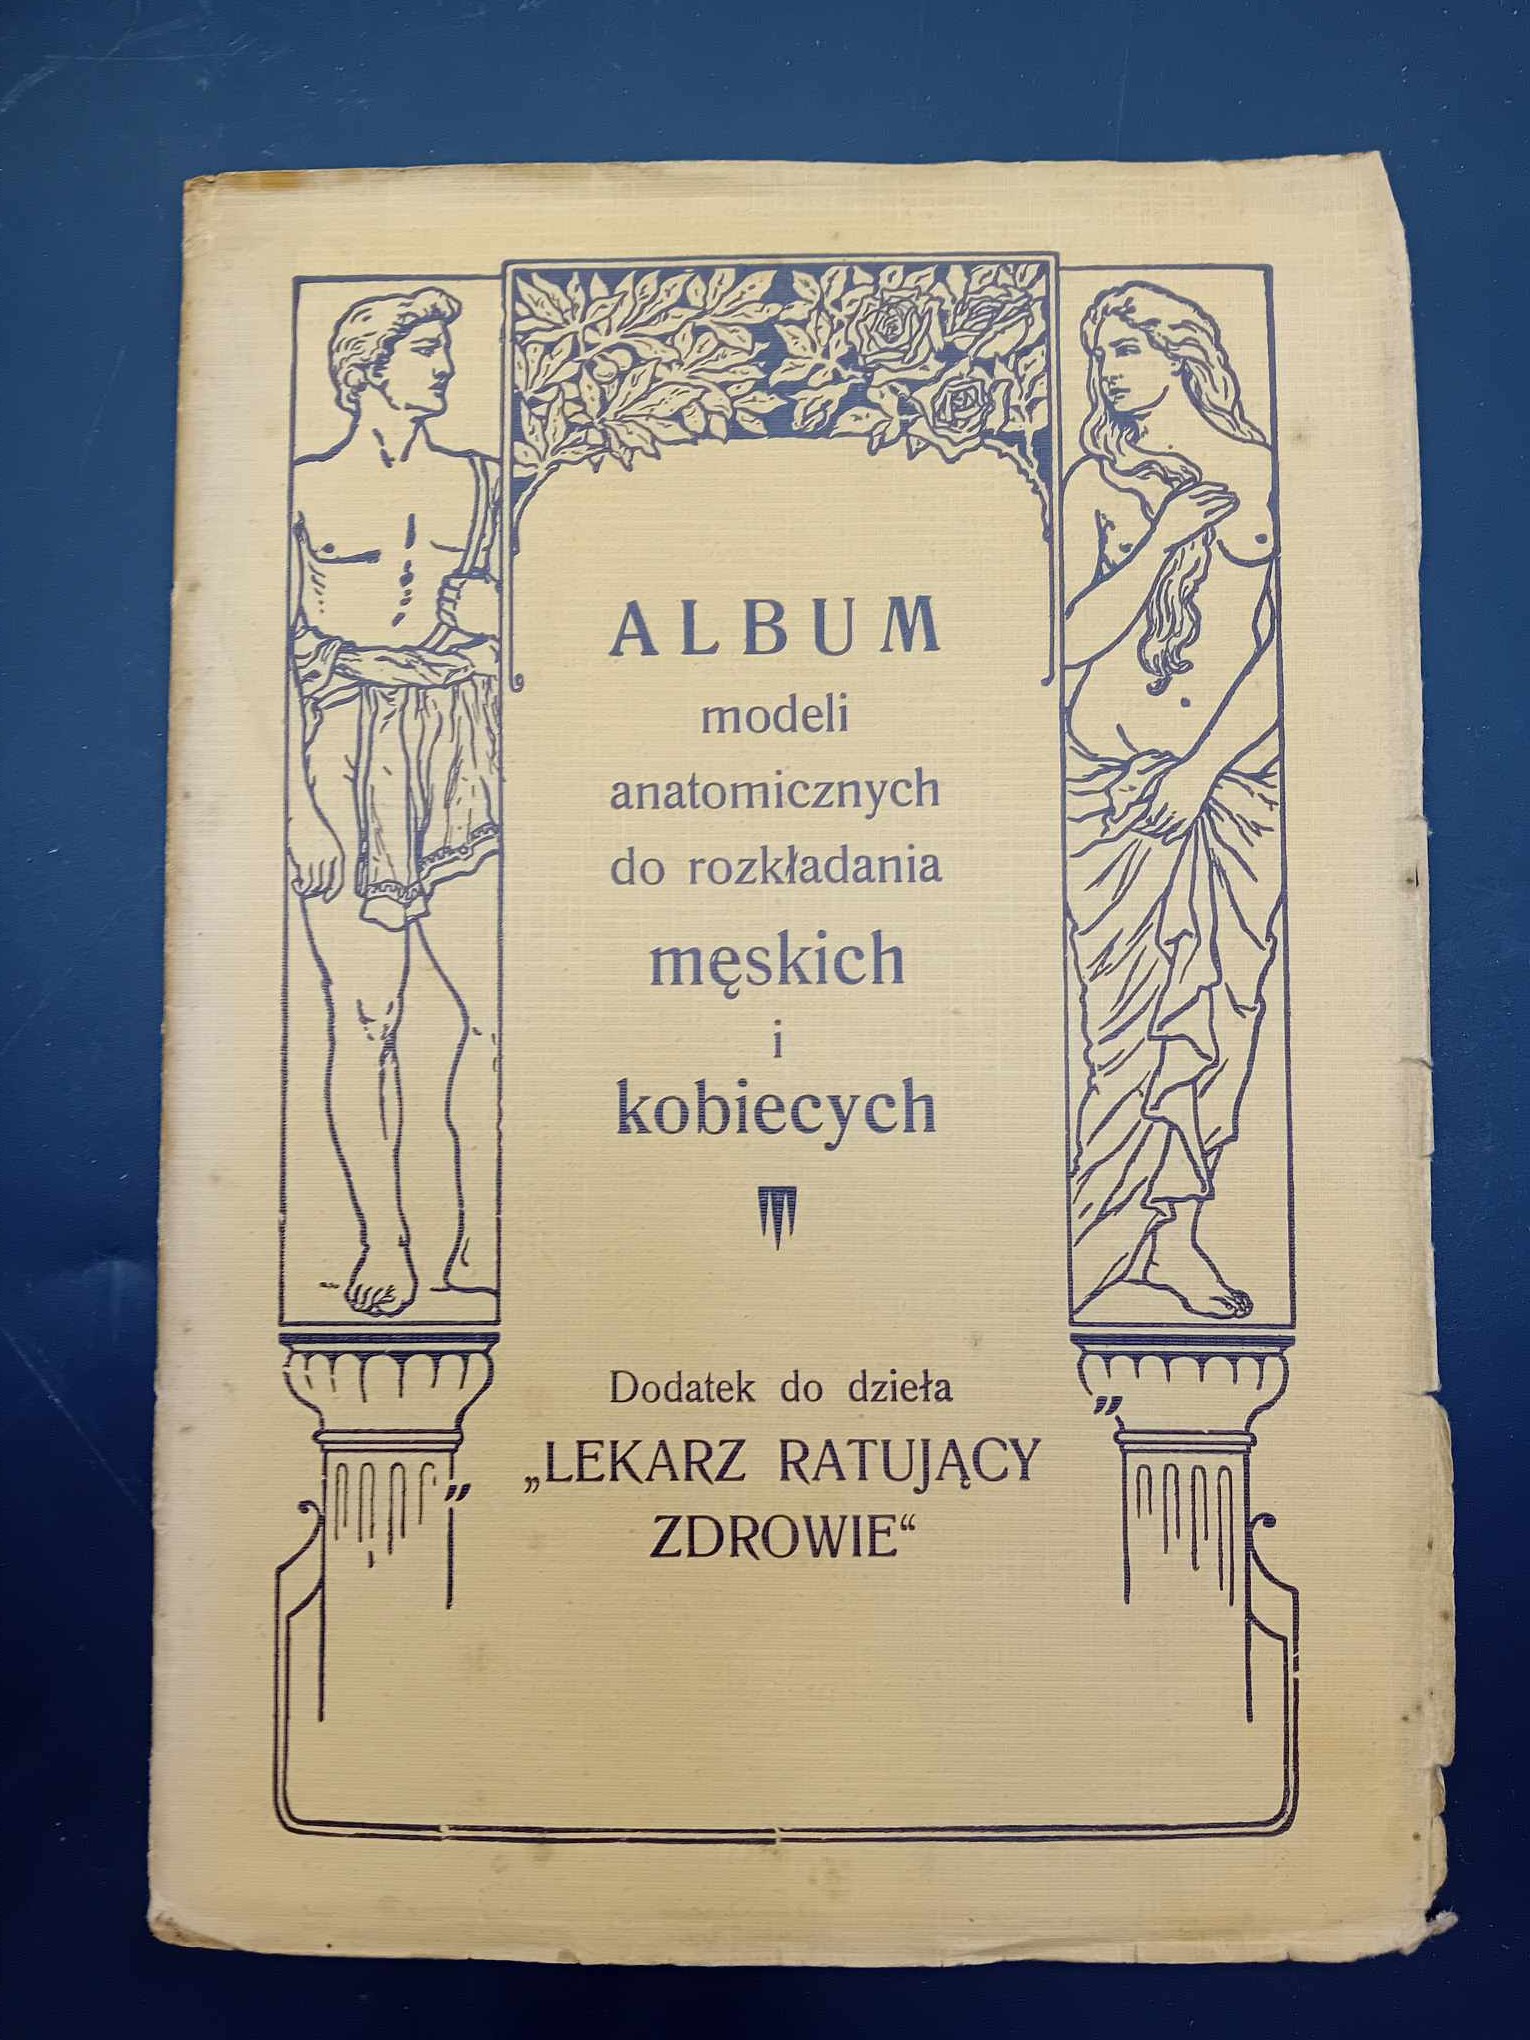 ALBUM
modeli
anatomicznych
do rozkładania
męskich
i
kobiecych
Dodatek do dzieła
„LEKARZ RATUJĄCY
ZDROWIE“